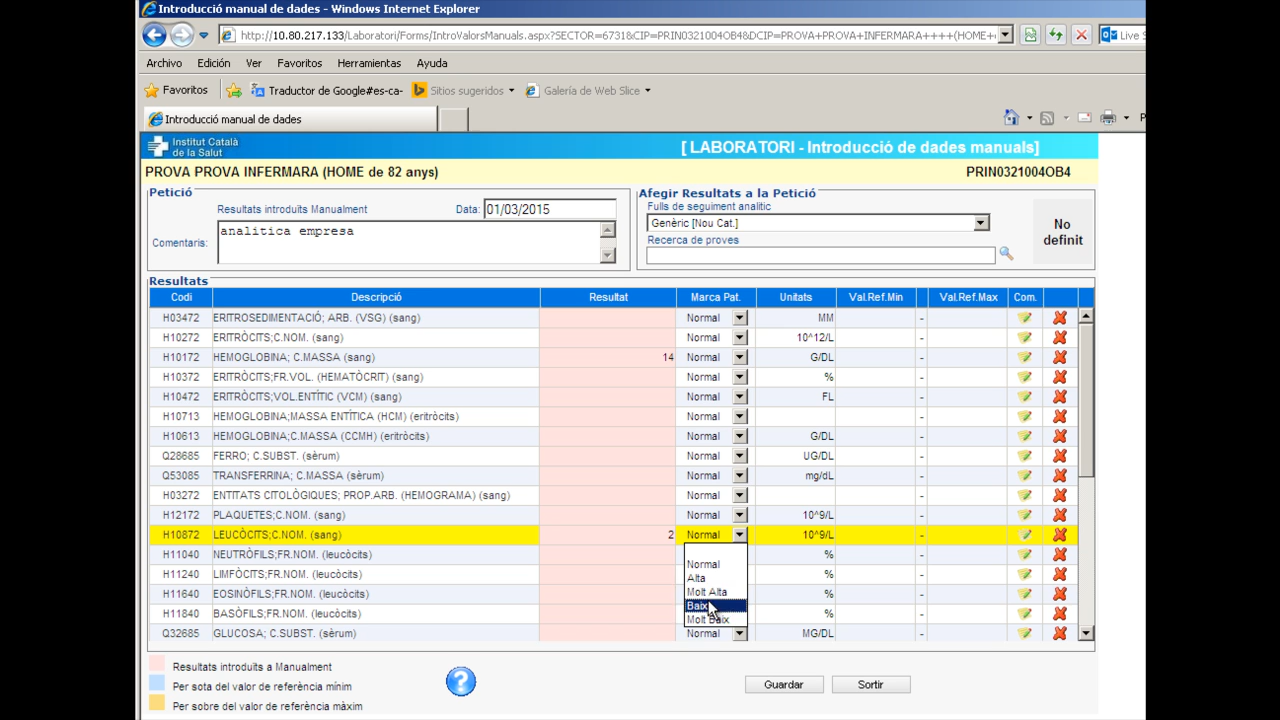 Introducció manual de dades - Windows Internet Explorer
http://10.80.217.133/Laboratori/Forms/IntroValorsManuals.aspx?SECTOR=6731&CIP=PRIN0321004OB4&DCIP=PROVA+PROVA+INFERMARA++++(HOME+
Live
Archivo Edición Ver Favoritos Herramientas Ayuda
Favoritos Traductor de Google#es-ca- Sitios sugeridos Galería de Web Slice
Introducció manual de dades
Institut Català
de la Salut
[ LABORATORI - Introducció de dades manuals]
PROVA PROVA INFERMARA (HOME de 82 anys) PRIN0321004OB4
Petició
Resultats introduïts Manualment Data: 01/03/2015
Comentaris: analitica empresa
Afegir Resultats a la Petició
Fulls de seguiment analític
Genèric [Nou Cat.]
Recerca de proves
No
definit
Resultats
Codi Descripció Resultat Marca Pat. Unitats Val.Ref.Min Val.Ref.Max Com.
H03472 ERITROSEDIMENTACIÓ; ARB. (VSG) (sang) Normal MM -
H10272 ERITRÒCITS;C.NOM. (sang) Normal 10^12/L -
H10172 HEMOGLOBINA; C.MASSA (sang) 14 Normal G/DL -
H10372 ERITRÒCITS;FR.VOL. (HEMATÒCRIT) (sang) Normal % -
H10472 ERITRÒCITS;VOL.ENTÍTIC (VCM) (sang) Normal FL -
H10713 HEMOGLOBINA;MASSA ENTÍTICA (HCM) (eritròcits) Normal -
H10613 HEMOGLOBINA;C.MASSA (CCMH) (eritròcits) Normal G/DL -
Q28685 FERRO; C.SUBST. (sèrum) Normal UG/DL -
Q53085 TRANSFERRINA; C.MASSA (sèrum) Normal mg/dL -
H03272 ENTITATS CITOLÒGIQUES; PROP.ARB. (HEMOGRAMA) (sang) Normal -
H12172 PLAQUETES;C.NOM. (sang) Normal 10^9/L -
H10872 LEUCÒCITS;C.NOM. (sang) 2 Normal 10^9/L -
H11040 NEUTRÒFILS;FR.NOM. (leucòcits) % -
H11240 LIMFÒCITS;FR.NOM. (leucòcits) % -
H11640 EOSINÒFILS;FR.NOM. (leucòcits) % -
H11840 BASÒFILS;FR.NOM. (leucòcits) % -
Q32685 GLUCOSA; C.SUBST. (sèrum) Normal MG/DL -
Normal
Alta
Molt Alta
Baix
Molt Baix
Resultats introduïts a Manualment
Per sota del valor de referència mínim
Per sobre del valor de referència màxim
Guardar Sortir